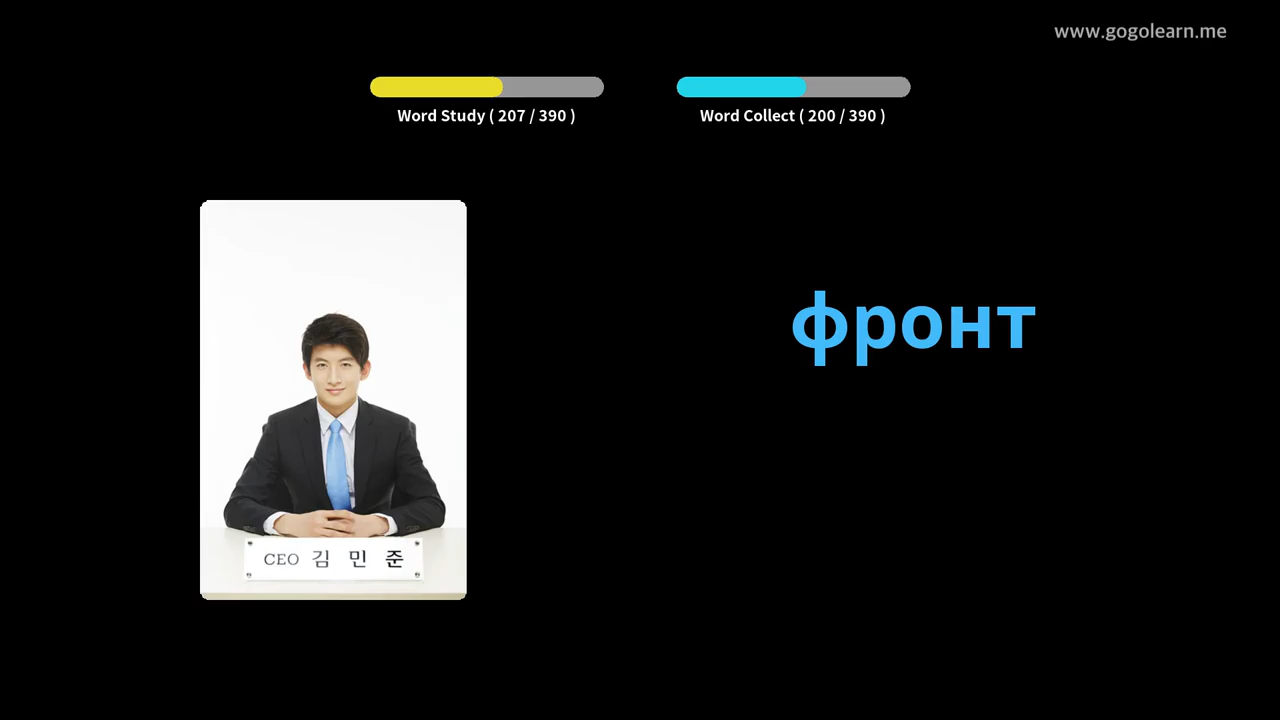 www.gogolearn.me
Word Study ( 207 / 390 )
Word Collect ( 200 / 390 )
фронт
CEO 김 민 준